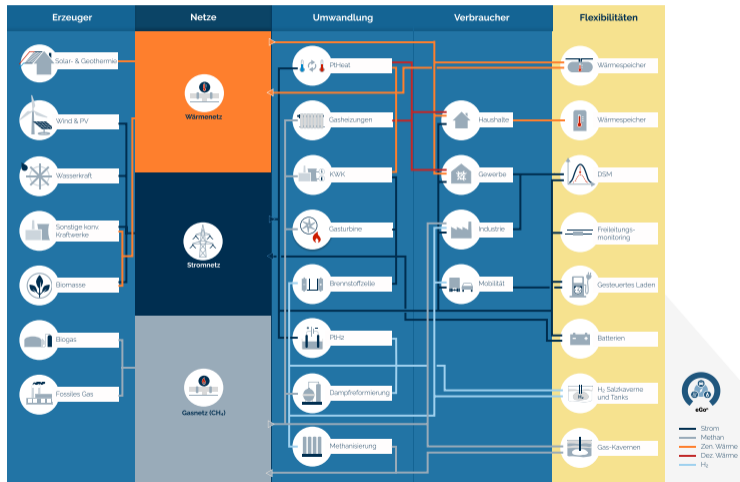 Erzeuger
Netze
Umwandlung
Verbraucher
Flexibilitäten
Solar- & Geothermie
Wind & PV
Wasserkraft
Sonstige konv.
Kraftwerke
Biomasse
Biogas
Fossiles Gas
Wärmenetz
Stromnetz
Gasnetz (CH₄)
PtHeat
Gasheizungen
KWK
Gasturbine
Brennstoffzelle
PtH2
Dampfreformierung
Methanisierung
Haushalte
Gewerbe
Industrie
Mobilität
Wärmespeicher
Wärmespeicher
DSM
Freileitungs-
monitoring
Gesteuertes Laden
Batterien
H₂
H₂ Salzkaverne
und Tanks
Gas-Kavernen
eGoⁿ
Strom
Methan
Zen. Wärme
Dez. Wärme
H₂